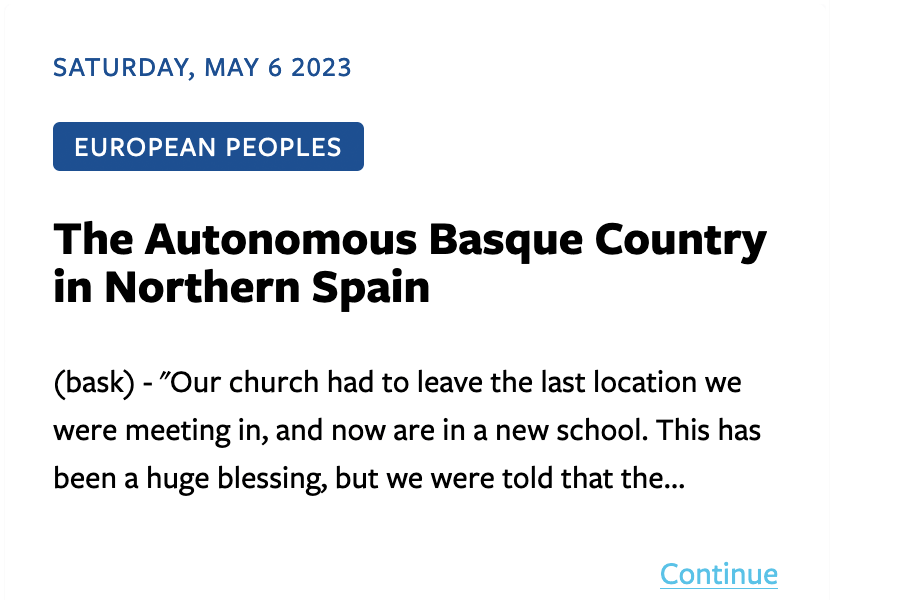 SATURDAY, MAY 6 2023
EUROPEAN PEOPLES
The Autonomous Basque Country
in Northern Spain
(bask) - "Our church had to leave the last location we
were meeting in, and now are in a new school. This has
been a huge blessing, but we were told that the...
Continue